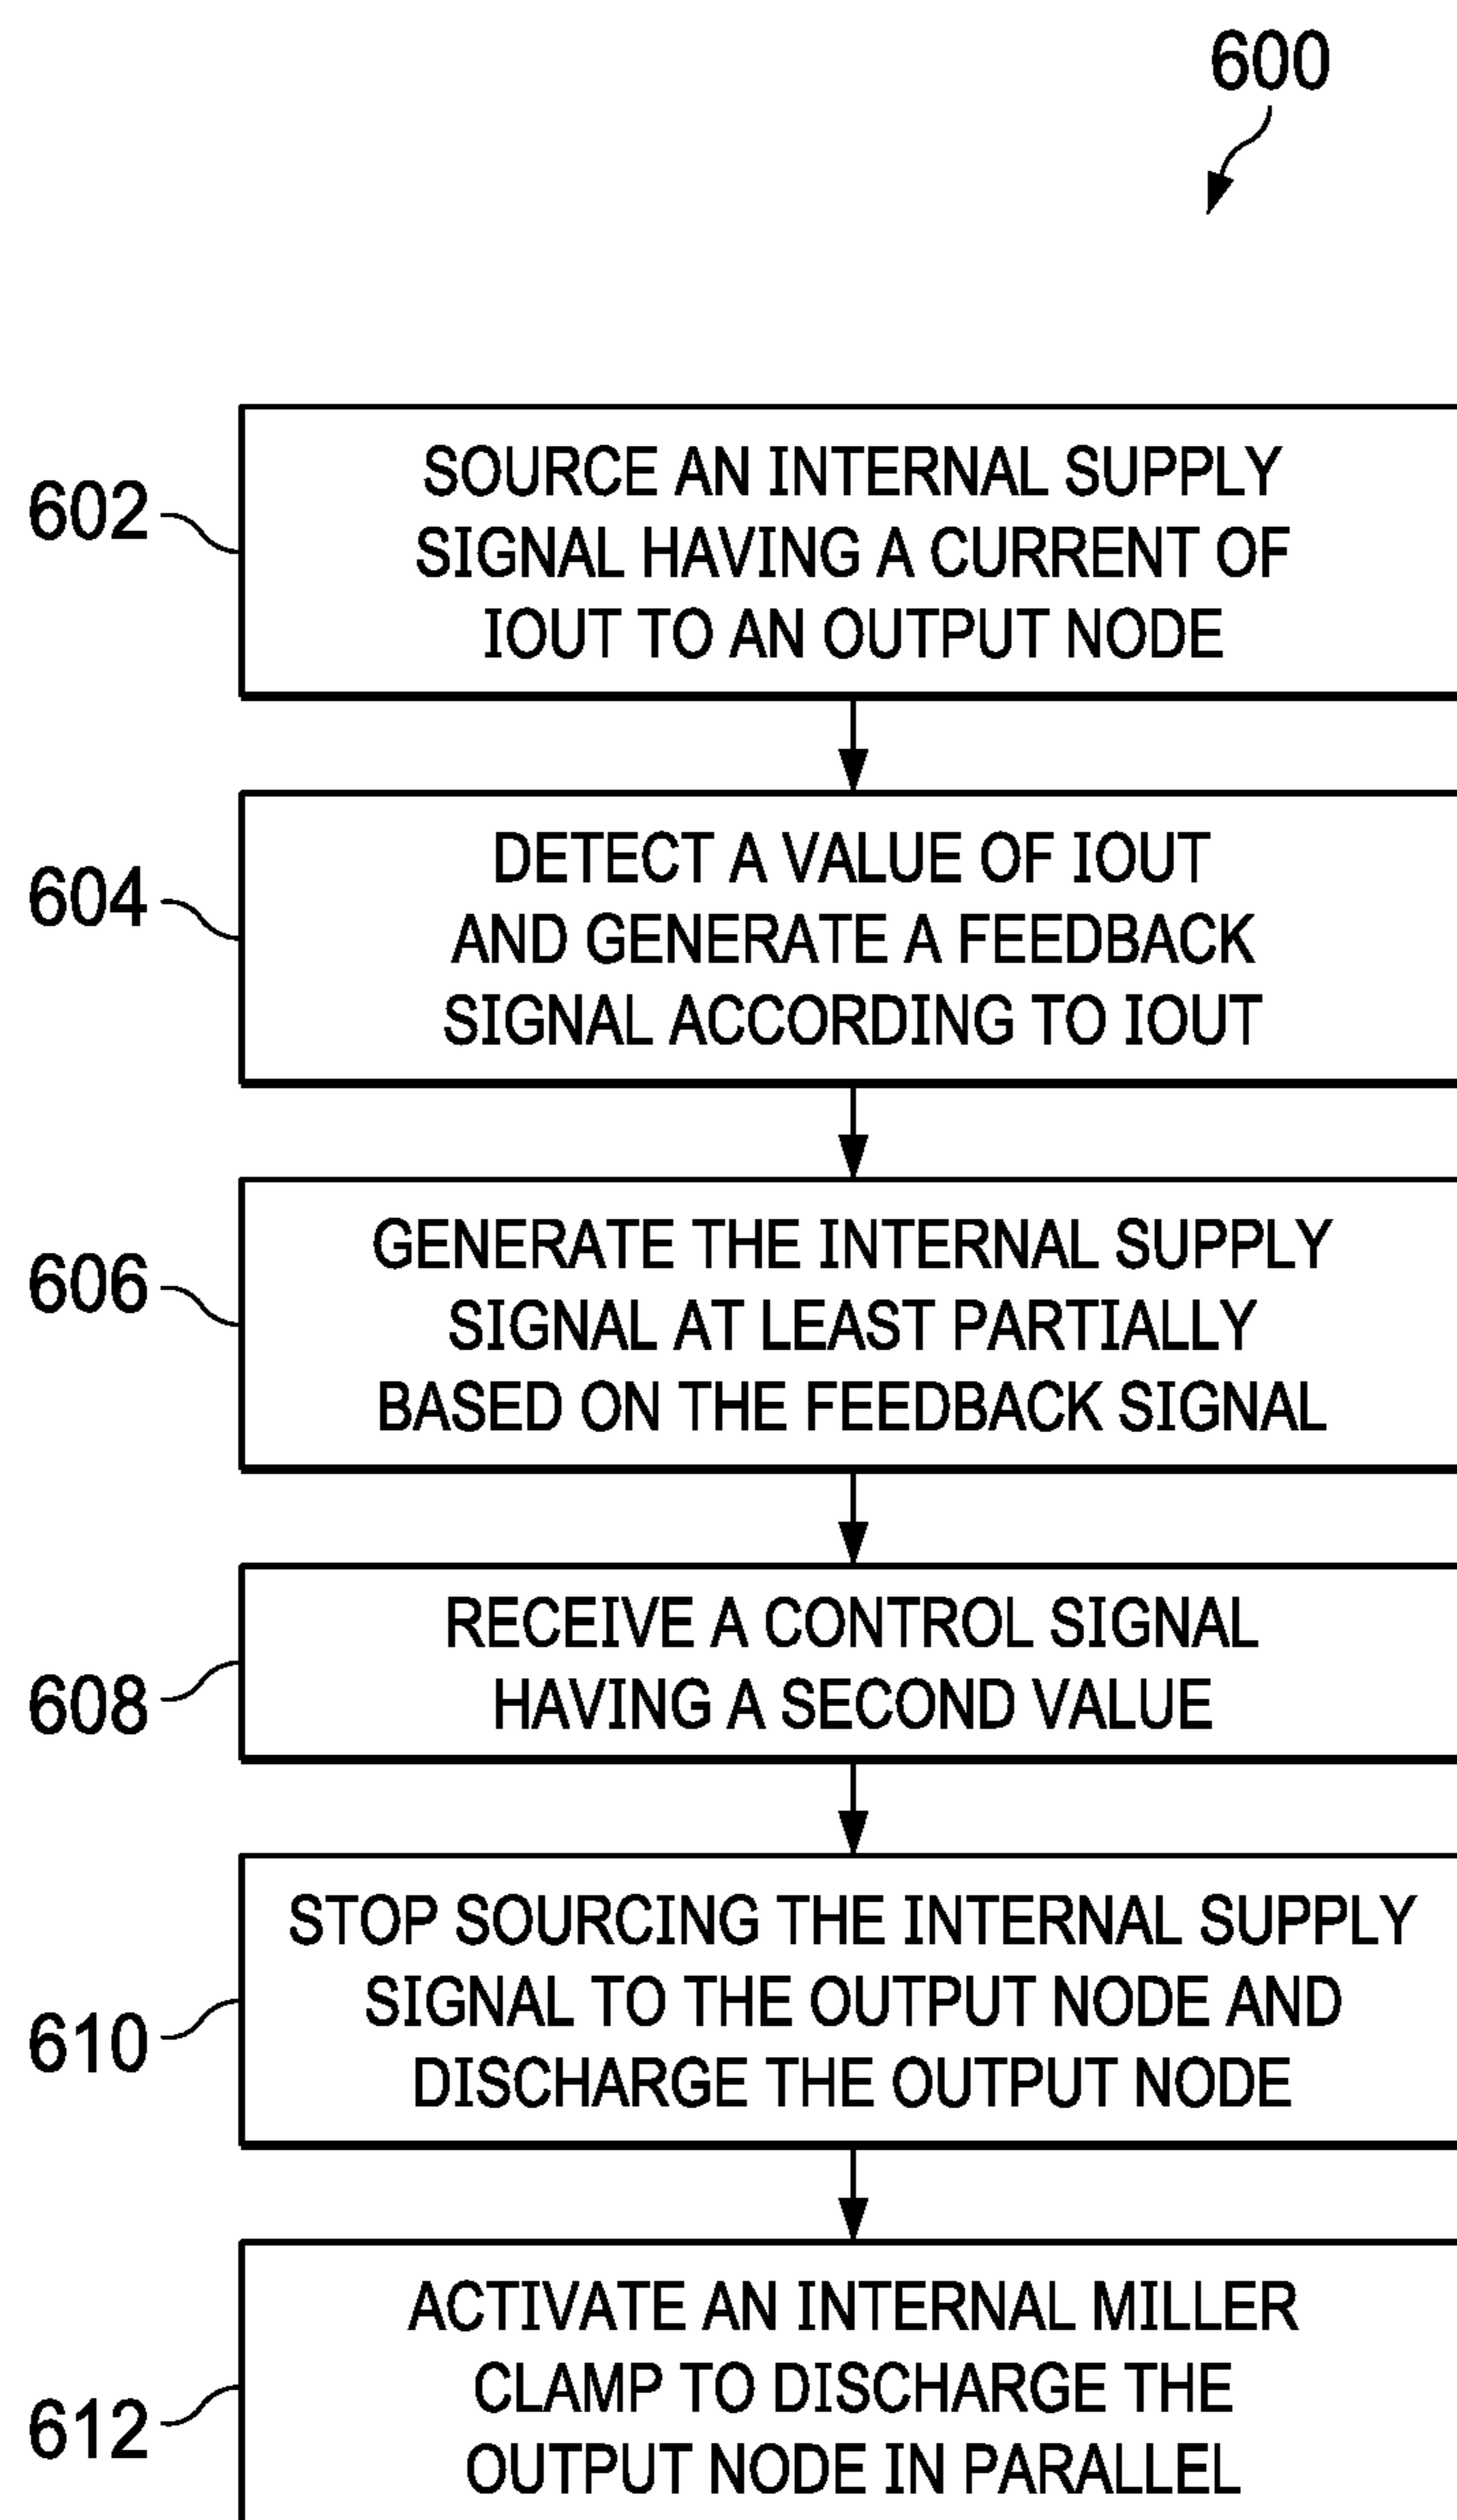 600
602
SOURCE AN INTERNAL SUPPLY
SIGNAL HAVING A CURRENT OF
IOUT TO AN OUTPUT NODE
604
DETECT A VALUE OF IOUT
AND GENERATE A FEEDBACK
SIGNAL ACCORDING TO IOUT
606
GENERATE THE INTERNAL SUPPLY
SIGNAL AT LEAST PARTIALLY
BASED ON THE FEEDBACK SIGNAL
608
RECEIVE A CONTROL SIGNAL
HAVING A SECOND VALUE
610
STOP SOURCING THE INTERNAL SUPPLY
SIGNAL TO THE OUTPUT NODE AND
DISCHARGE THE OUTPUT NODE
612
ACTIVATE AN INTERNAL MILLER
CLAMP TO DISCHARGE THE
OUTPUT NODE IN PARALLEL